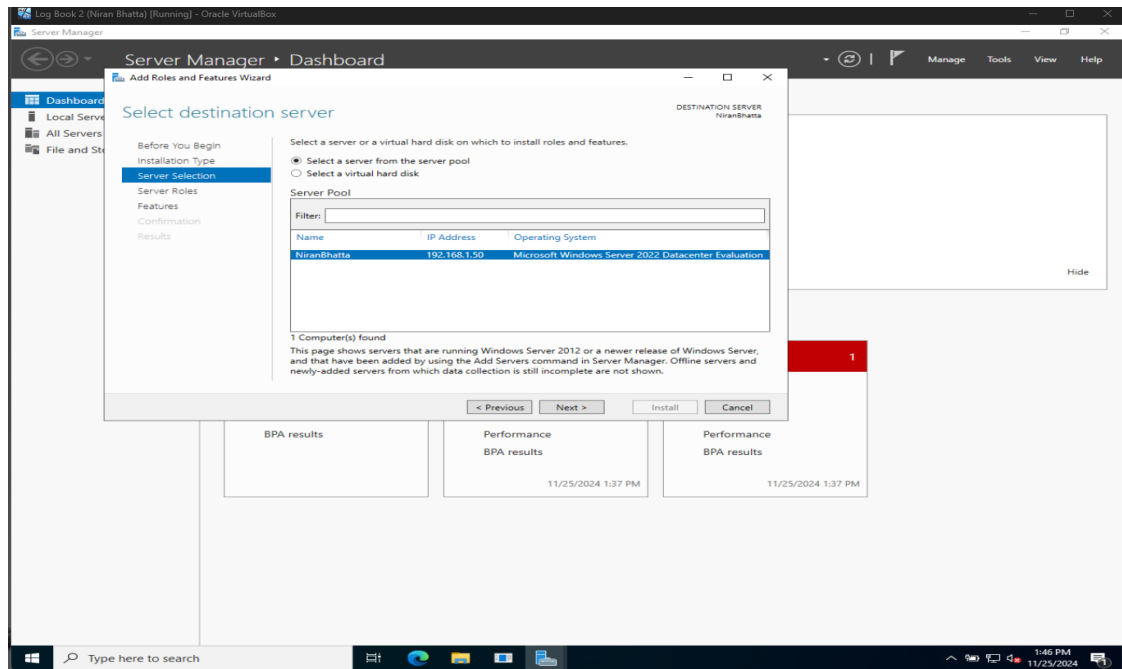 Log Book 2 (Niran Bhatta) [Running] - Oracle VirtualBox
Server Manager
Server Manager ‣ Dashboard
Manage Tools View Help
Dashboard
Local Serve
All Servers
File and Sto
Add Roles and Features Wizard
Select destination server
DESTINATION SERVER
NiranBhatta
Before You Begin
Installation Type
Server Selection
Server Roles
Features
Confirmation
Results
Select a server or a virtual hard disk on which to install roles and features.
Select a server from the server pool
Select a virtual hard disk
Server Pool
Filter:
Name IP Address Operating System
NiranBhatta 192.168.1.50 Microsoft Windows Server 2022 Datacenter Evaluation
1 Computer(s) found
This page shows servers that are running Windows Server 2012 or a newer release of Windows Server,
and that have been added by using the Add Servers command in Server Manager. Offline servers and
newly-added servers from which data collection is still incomplete are not shown.
< Previous Next > Install Cancel
Hide
1
BPA results
Performance
BPA results
11/25/2024 1:37 PM
Performance
BPA results
11/25/2024 1:37 PM
Type here to search
1:46 PM
11/25/2024
1